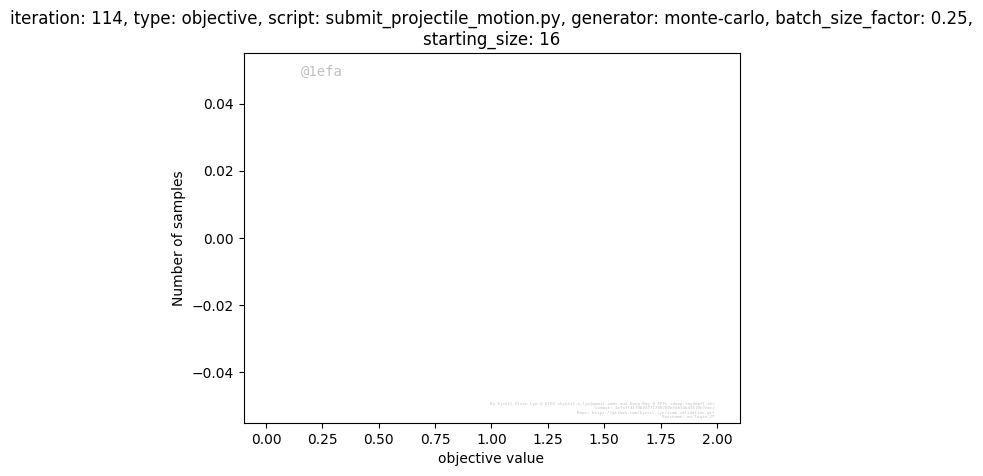 iteration: 114, type: objective, script: submit_projectile_motion.py, generator: monte-carlo, batch_size_factor: 0.25,
starting_size: 16
@1efa
0.04
0.02
0.00
−0.02
−0.04
Number of samples
0.00 0.25 0.50 0.75 1.00 1.25 1.50 1.75 2.00
objective value